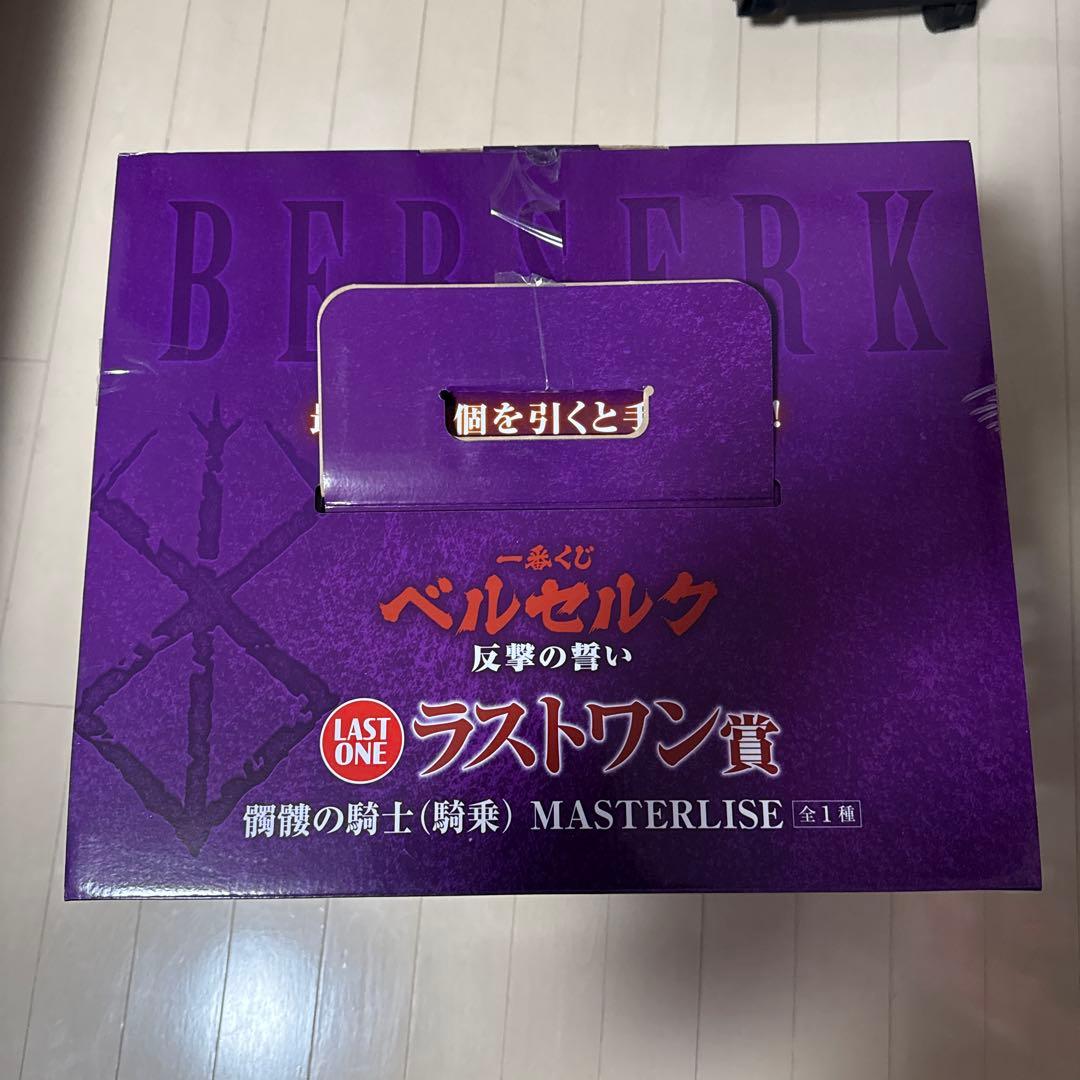 BERSERK
個を引くと手
!
一番くじ
ベルセルク
反撃の誓い
LAST ONE ラストワン賞
髑髏の騎士(騎乗) MASTERLISE 全1種